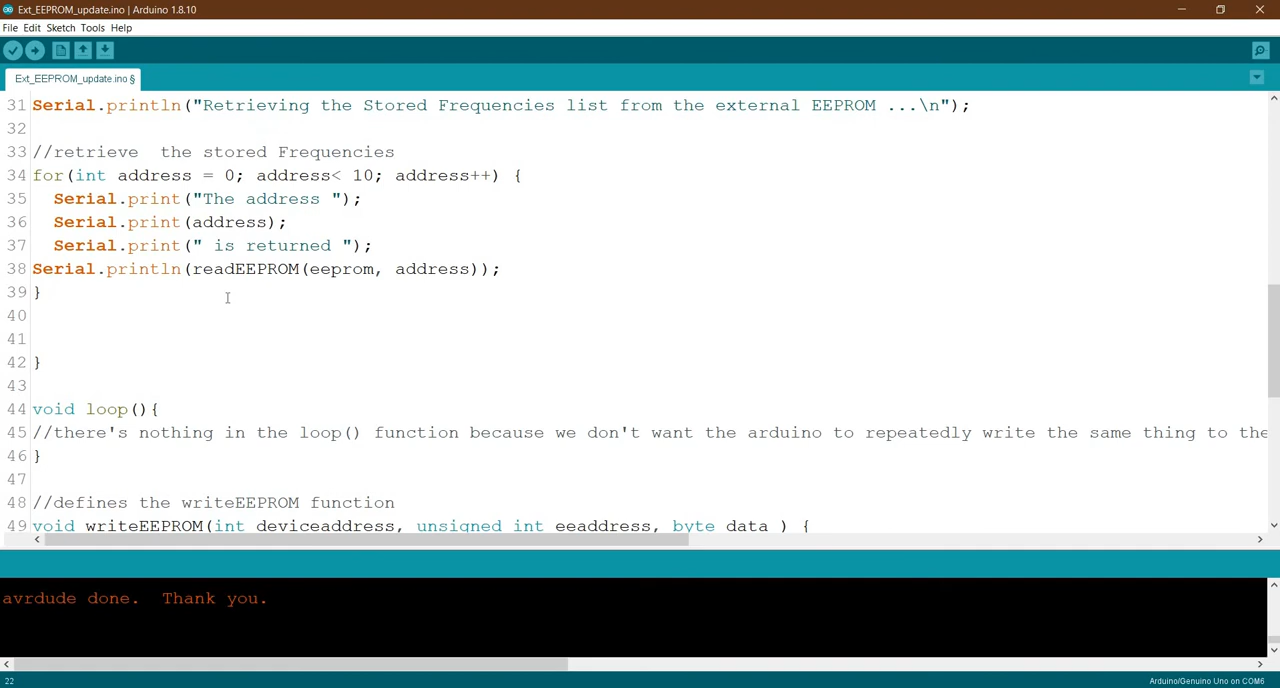 Ext_EEPROM_update.ino | Arduino 1.8.10
File Edit Sketch Tools Help
Ext_EEPROM_update.ino §
31 Serial.println("Retrieving the Stored Frequencies list from the external EEPROM ...\n");
32
33 //retrieve  the stored Frequencies
34 for(int address = 0; address< 10; address++) {
35   Serial.print("The address ");
36   Serial.print(address);
37   Serial.print(" is returned ");
38 Serial.println(readEEPROM(eeprom, address));
39 }
40
41
42 }
43
44 void loop(){
45 //there's nothing in the loop() function because we don't want the arduino to repeatedly write the same thing to the
46 }
47
48 //defines the writeEEPROM function
49 void writeEEPROM(int deviceaddress, unsigned int eeaddress, byte data ) {
avrdude done.  Thank you.
22
Arduino/Genuino Uno on COM6